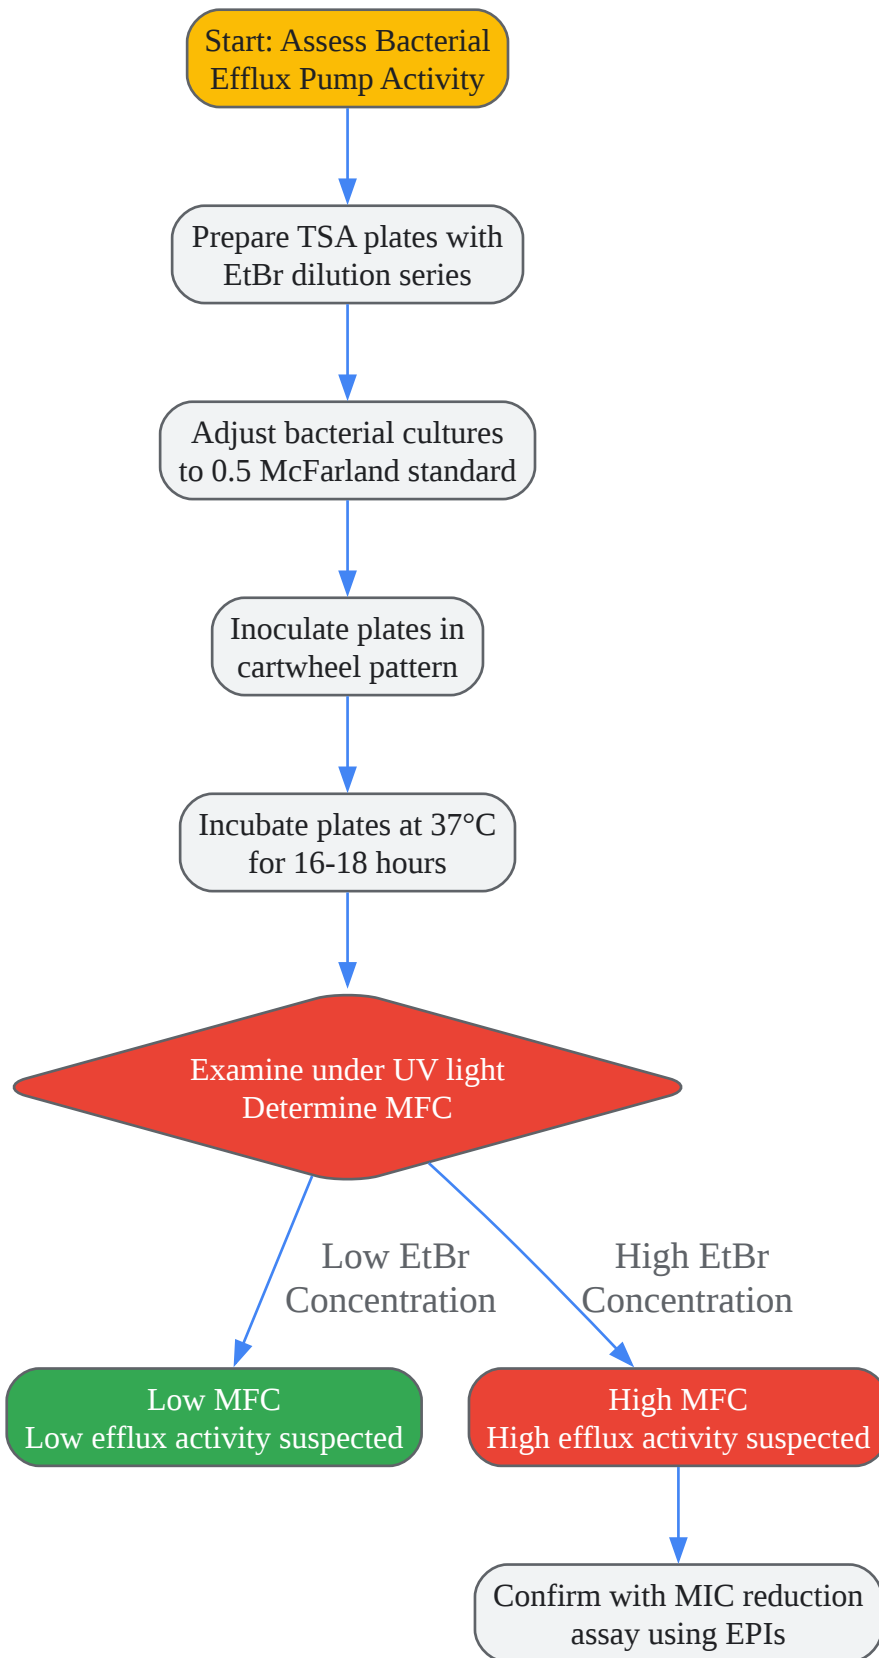 Start: Assess Bacterial
Efflux Pump Activity
Prepare TSA plates with
EtBr dilution series
Adjust bacterial cultures
to 0.5 McFarland standard
Inoculate plates in
cartwheel pattern
Incubate plates at 37°C
for 16-18 hours
Examine under UV light
Determine MFC
Low EtBr
Concentration
High EtBr
Concentration
Low MFC
Low efflux activity suspected
High MFC
High efflux activity suspected
Confirm with MIC reduction
assay using EPIs